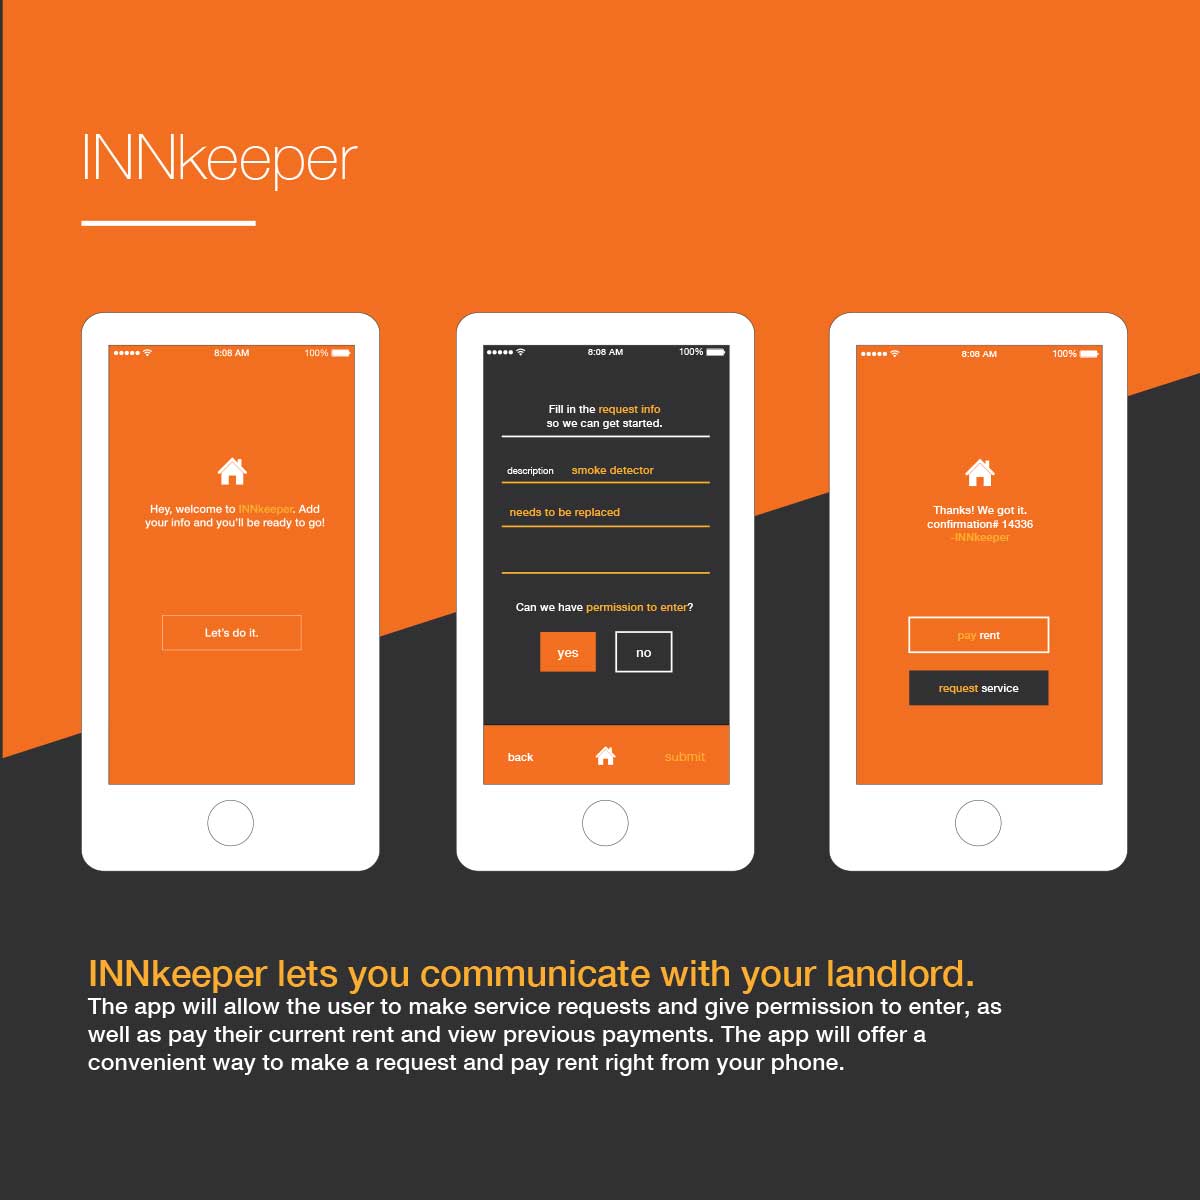 INNkeeper
8:08 AM 100%
Hey, welcome to INNkeeper. Add
your info and you'll be ready to go!
Let's do it.
8:08 AM 100%
Fill in the request info
so we can get started.
description smoke detector
needs to be replaced
Can we have permission to enter?
yes no
back submit
8:08 AM 100%
Thanks! We got it.
confirmation# 14336
-INNkeeper
pay rent
request service
INNkeeper lets you communicate with your landlord.
The app will allow the user to make service requests and give permission to enter, as
well as pay their current rent and view previous payments. The app will offer a
convenient way to make a request and pay rent right from your phone.